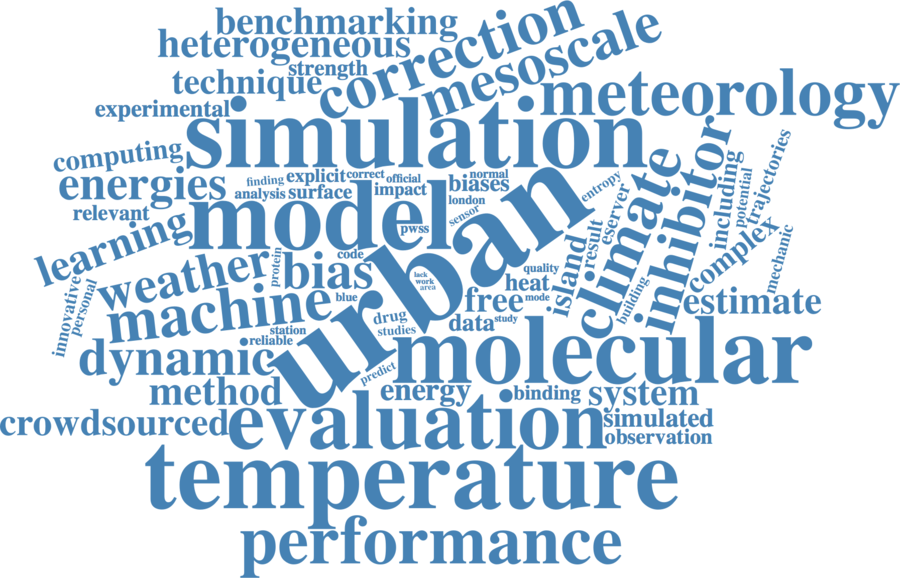 benchmarking
heterogeneous
correction
mesoscale
strength
technique
experimental
meteorology
simulation
computing
energies
relevant
finding
explicit
correct
official
normal
analysis
surface
impact
biases
london
sensor
entropy
model
pwss
urban
climate
inhibitor
including
potential
trajectories
complex
mechanic
eserver
result
island
building
estimate
learning
weather
protein
bias
code
lack
work
area
quality
heat
mode
free
innovative
personal
machine
blue
drug
studies
data
study
station
reliable
dynamic
molecular
predict
method
energy
binding
system
crowdsourced
evaluation
simulated
observation
temperature
performance